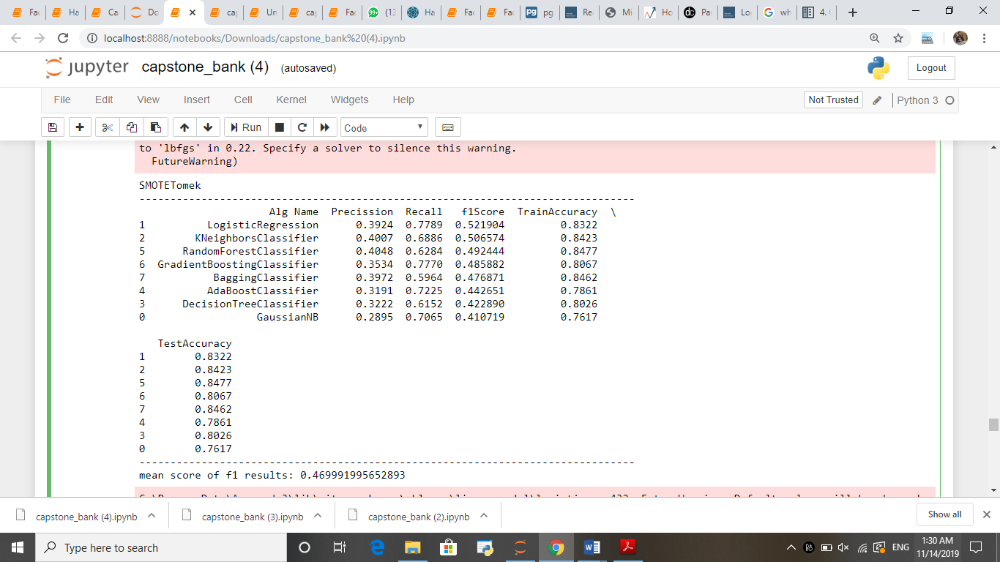 Fac
Ha
Ca
Do
cap
Un
cap
Fac
(13
Ha
Fac
Fac
pg
Re
Mi
Ho
Pa
Lo
wh
4.
localhost:8888/notebooks/Downloads/capstone_bank%20(4).ipynb
jupyter capstone_bank (4) (autosaved)
Logout
File Edit View Insert Cell Kernel Widgets Help
Not Trusted
Python 3
Run
Code
to 'lbfgs' in 0.22. Specify a solver to silence this warning.
FutureWarning)
SMOTETomek
--------------------------------------------------------------------------------
Alg Name Precission Recall f1Score TrainAccuracy \
1 LogisticRegression 0.3924 0.7789 0.521904 0.8322
2 KNeighborsClassifier 0.4007 0.6886 0.506574 0.8423
5 RandomForestClassifier 0.4048 0.6284 0.492444 0.8477
6 GradientBoostingClassifier 0.3534 0.7770 0.485882 0.8067
7 BaggingClassifier 0.3972 0.5964 0.476871 0.8462
4 AdaBoostClassifier 0.3191 0.7225 0.442651 0.7861
3 DecisionTreeClassifier 0.3222 0.6152 0.422890 0.8026
0 GaussianNB 0.2895 0.7065 0.410719 0.7617
TestAccuracy
1 0.8322
2 0.8423
5 0.8477
6 0.8067
7 0.8462
4 0.7861
3 0.8026
0 0.7617
--------------------------------------------------------------------------------
mean score of f1 results: 0.469991995652893
capstone_bank (4).ipynb
capstone_bank (3).ipynb
capstone_bank (2).ipynb
Show all
Type here to search
ENG
1:30 AM
11/14/2019